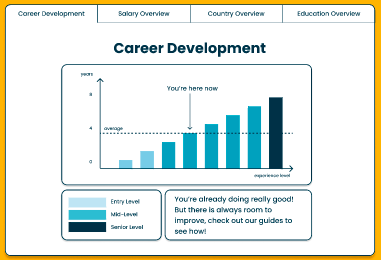 Career Development
Salary Overview
Country Overview
Education Overview
Career Development
years
8
4
0
You're here now
average
experience level
Entry Level
Mid-Level
Senior Level
You're already doing really good!
But there is always room to
improve, check out our guides to
see how!